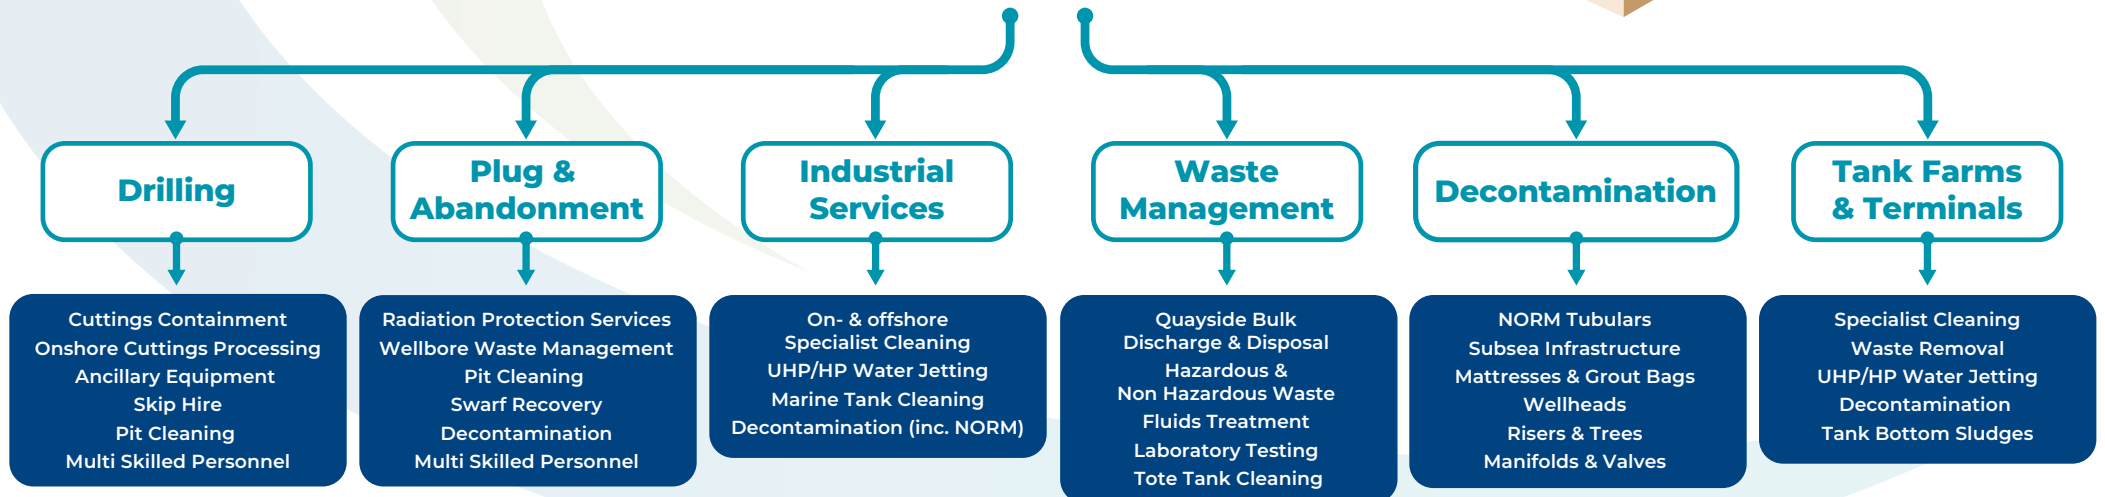 Drilling
Cuttings Containment
Onshore Cuttings Processing
Ancillary Equipment
Skip Hire
Pit Cleaning
Multi Skilled Personnel
Plug &
Abandonment
Radiation Protection Services
Wellbore Waste Management
Pit Cleaning
Swarf Recovery
Decontamination
Multi Skilled Personnel
Industrial
Services
On- & offshore
Specialist Cleaning
UHP/HP Water Jetting
Marine Tank Cleaning
Decontamination (inc. NORM)
Waste
Management
Quayside Bulk
Discharge & Disposal
Hazardous &
Non Hazardous Waste
Fluids Treatment
Laboratory Testing
Tote Tank Cleaning
Decontamination
NORM Tubulars
Subsea Infrastructure
Mattresses & Grout Bags
Wellheads
Risers & Trees
Manifolds & Valves
Tank Farms
& Terminals
Specialist Cleaning
Waste Removal
UHP/HP Water Jetting
Decontamination
Tank Bottom Sludges